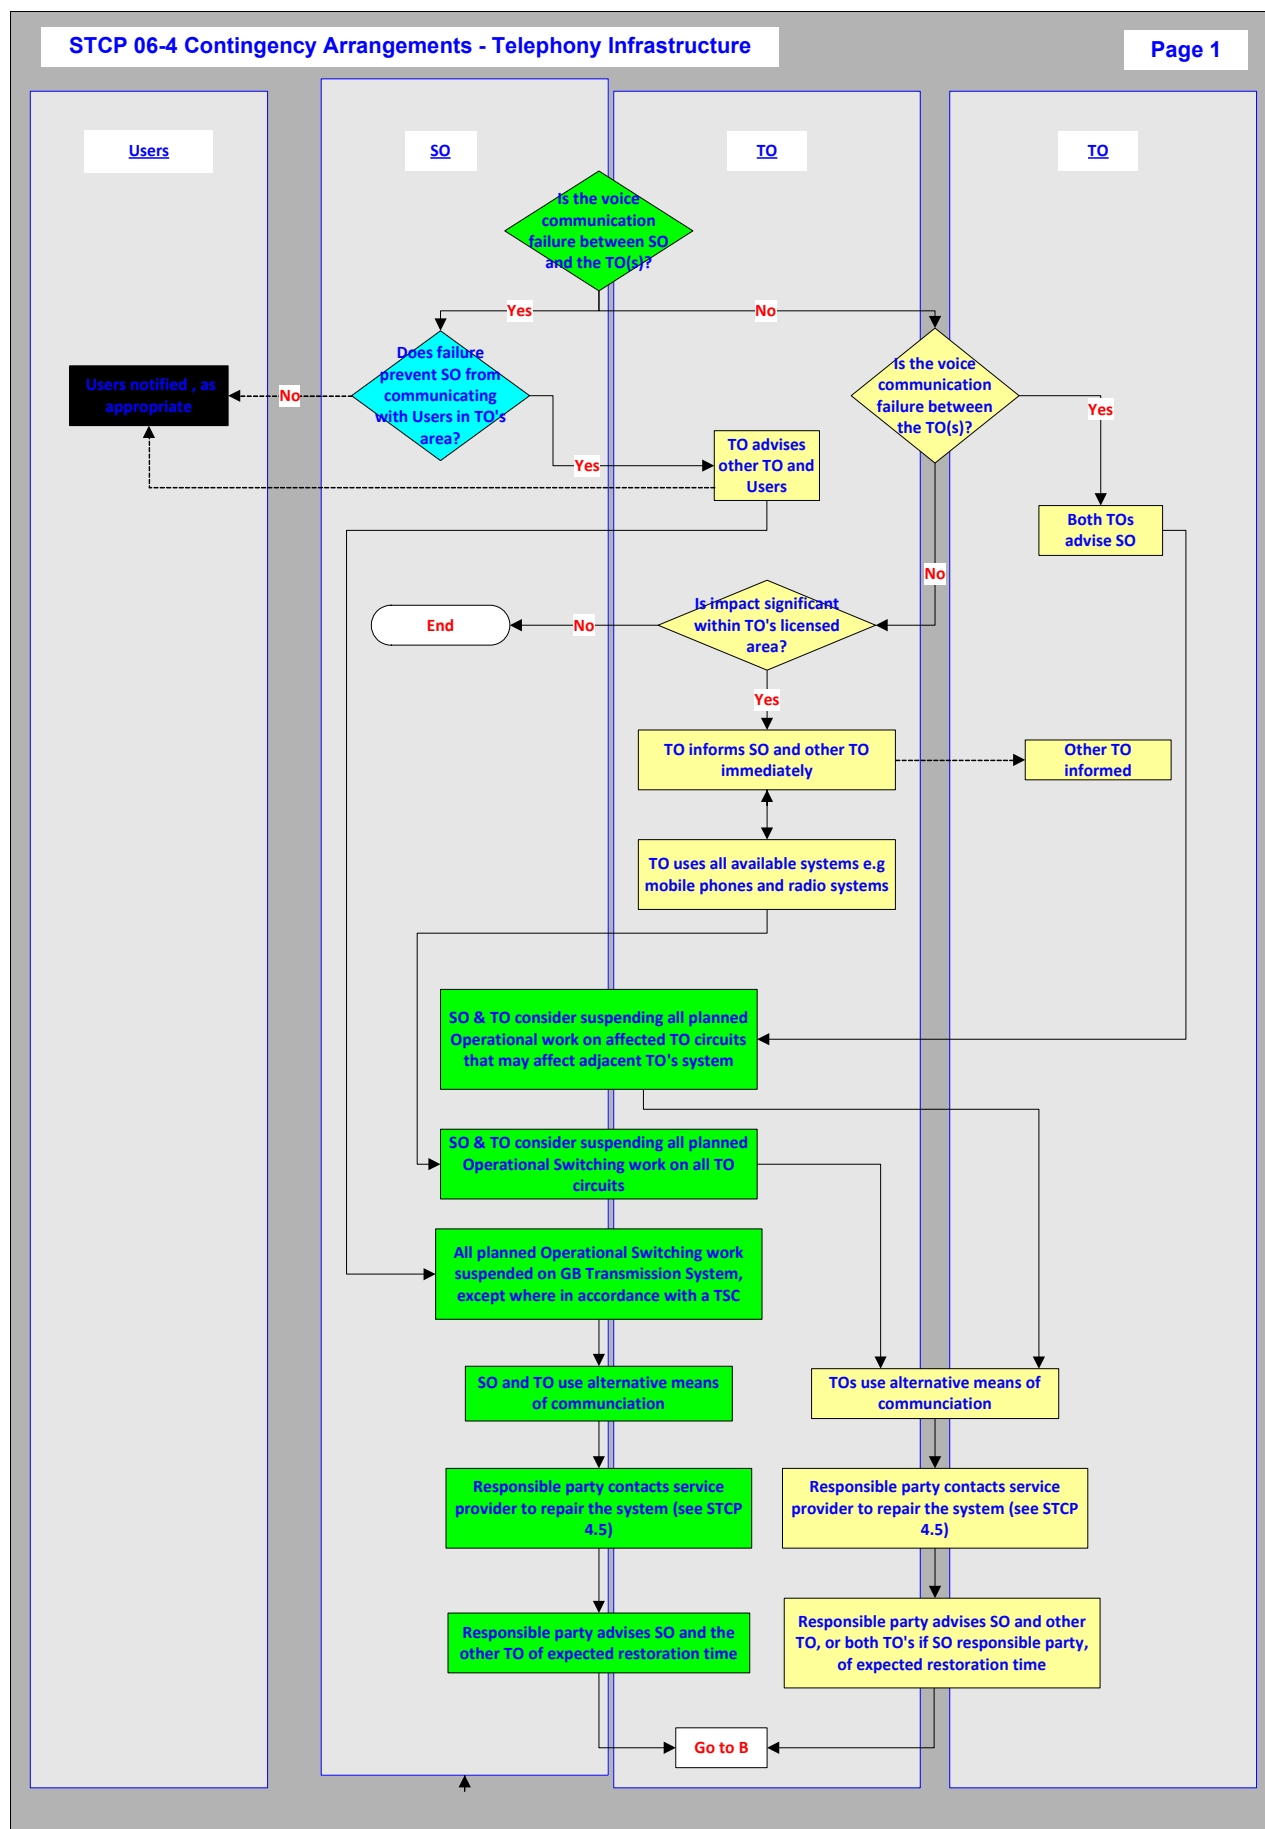 STCP 06-4 Contingency Arrangements - Telephony Infrastructure
Page 1
Users
SO
TO
TO
Is the voice
communication
failure between SO
and the TO(s)?
Yes
No
Does failure
prevent SO from
communicating
with Users in TO's
area?
Is the voice
communication
failure between
the TO(s)?
Users notified , as
appropriate
No
Yes
Yes
TO advises
other TO and
Users
Both TOs
advise SO
No
Is impact significant
within TO's licensed
area?
No
End
Yes
TO informs SO and other TO
immediately
Other TO
informed
TO uses all available systems e.g
mobile phones and radio systems
SO & TO consider suspending all planned
Operational work on affected TO circuits
that may affect adjacent TO's system
SO & TO consider suspending all planned
Operational Switching work on all TO
circuits
All planned Operational Switching work
suspended on GB Transmission System,
except where in accordance with a TSC
SO and TO use alternative means
of communciation
TOs use alternative means of
communciation
Responsible party contacts service
provider to repair the system (see STCP
4.5)
Responsible party contacts service
provider to repair the system (see STCP
4.5)
Responsible party advises SO and the
other TO of expected restoration time
Responsible party advises SO and other
TO, or both TO's if SO responsible party,
of expected restoration time
Go to B